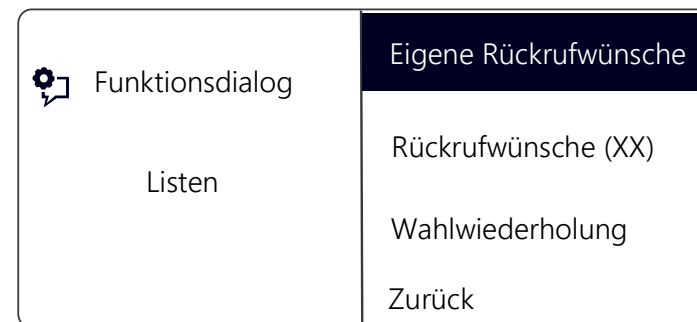 Funktionsdialog
Listen
Eigene Rückrufwünsche
Rückrufwünsche (XX)
Wahlwiederholung
Zurück